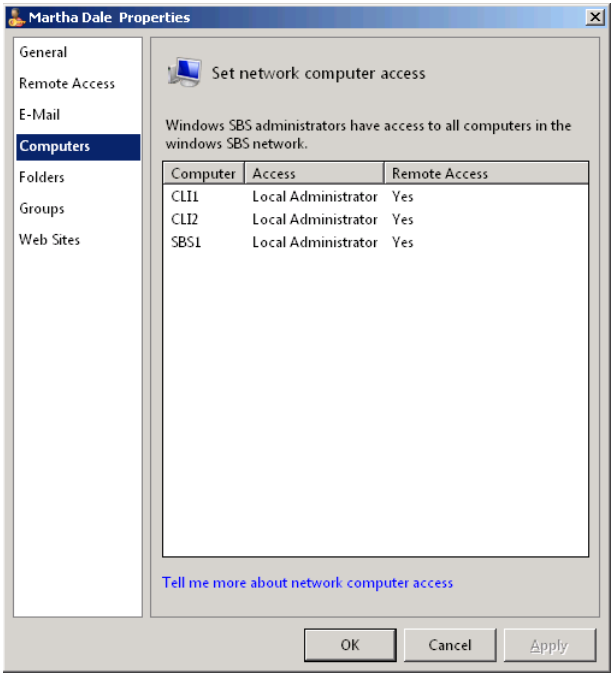 Martha Dale Properties
General
Remote Access
E-Mail
Computers
Folders
Groups
Web Sites
Set network computer access
Windows SBS administrators have access to all computers in the
windows SBS network.
Computer Access Remote Access
CLI1 Local Administrator Yes
CLI2 Local Administrator Yes
SBS1 Local Administrator Yes
Tell me more about network computer access
OK Cancel Apply